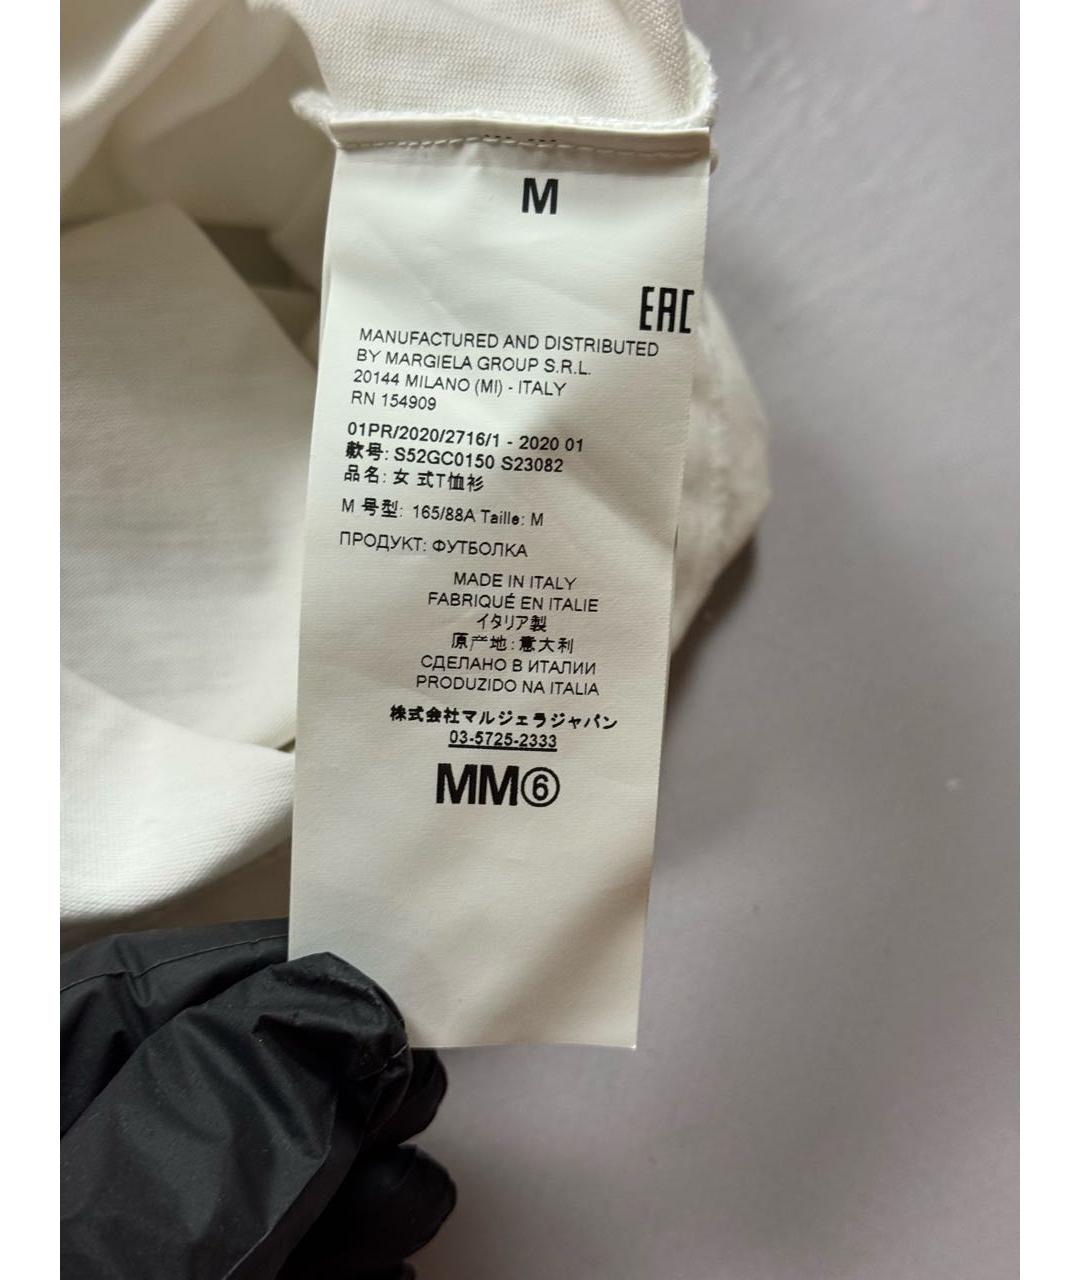 M
EAC
MANUFACTURED AND DISTRIBUTED
BY MARGIELA GROUP S.R.L.
20144 MILANO (MI) - ITALY
RN 154909
01PR/2020/2716/1 - 2020 01
款号: S52GC0150 S23082
品名: 女 式T恤衫
M 号型: 165/88A Taille: M
ПРОДУКТ: ФУТБОЛКА
MADE IN ITALY
FABRIQUÉ EN ITALIE
イタリア製
原产地: 意大利
СДЕЛАНО В ИТАЛИИ
PRODUZIDO NA ITALIA
株式会社マルジェラジャパン
03-5725-2333
MM⑥